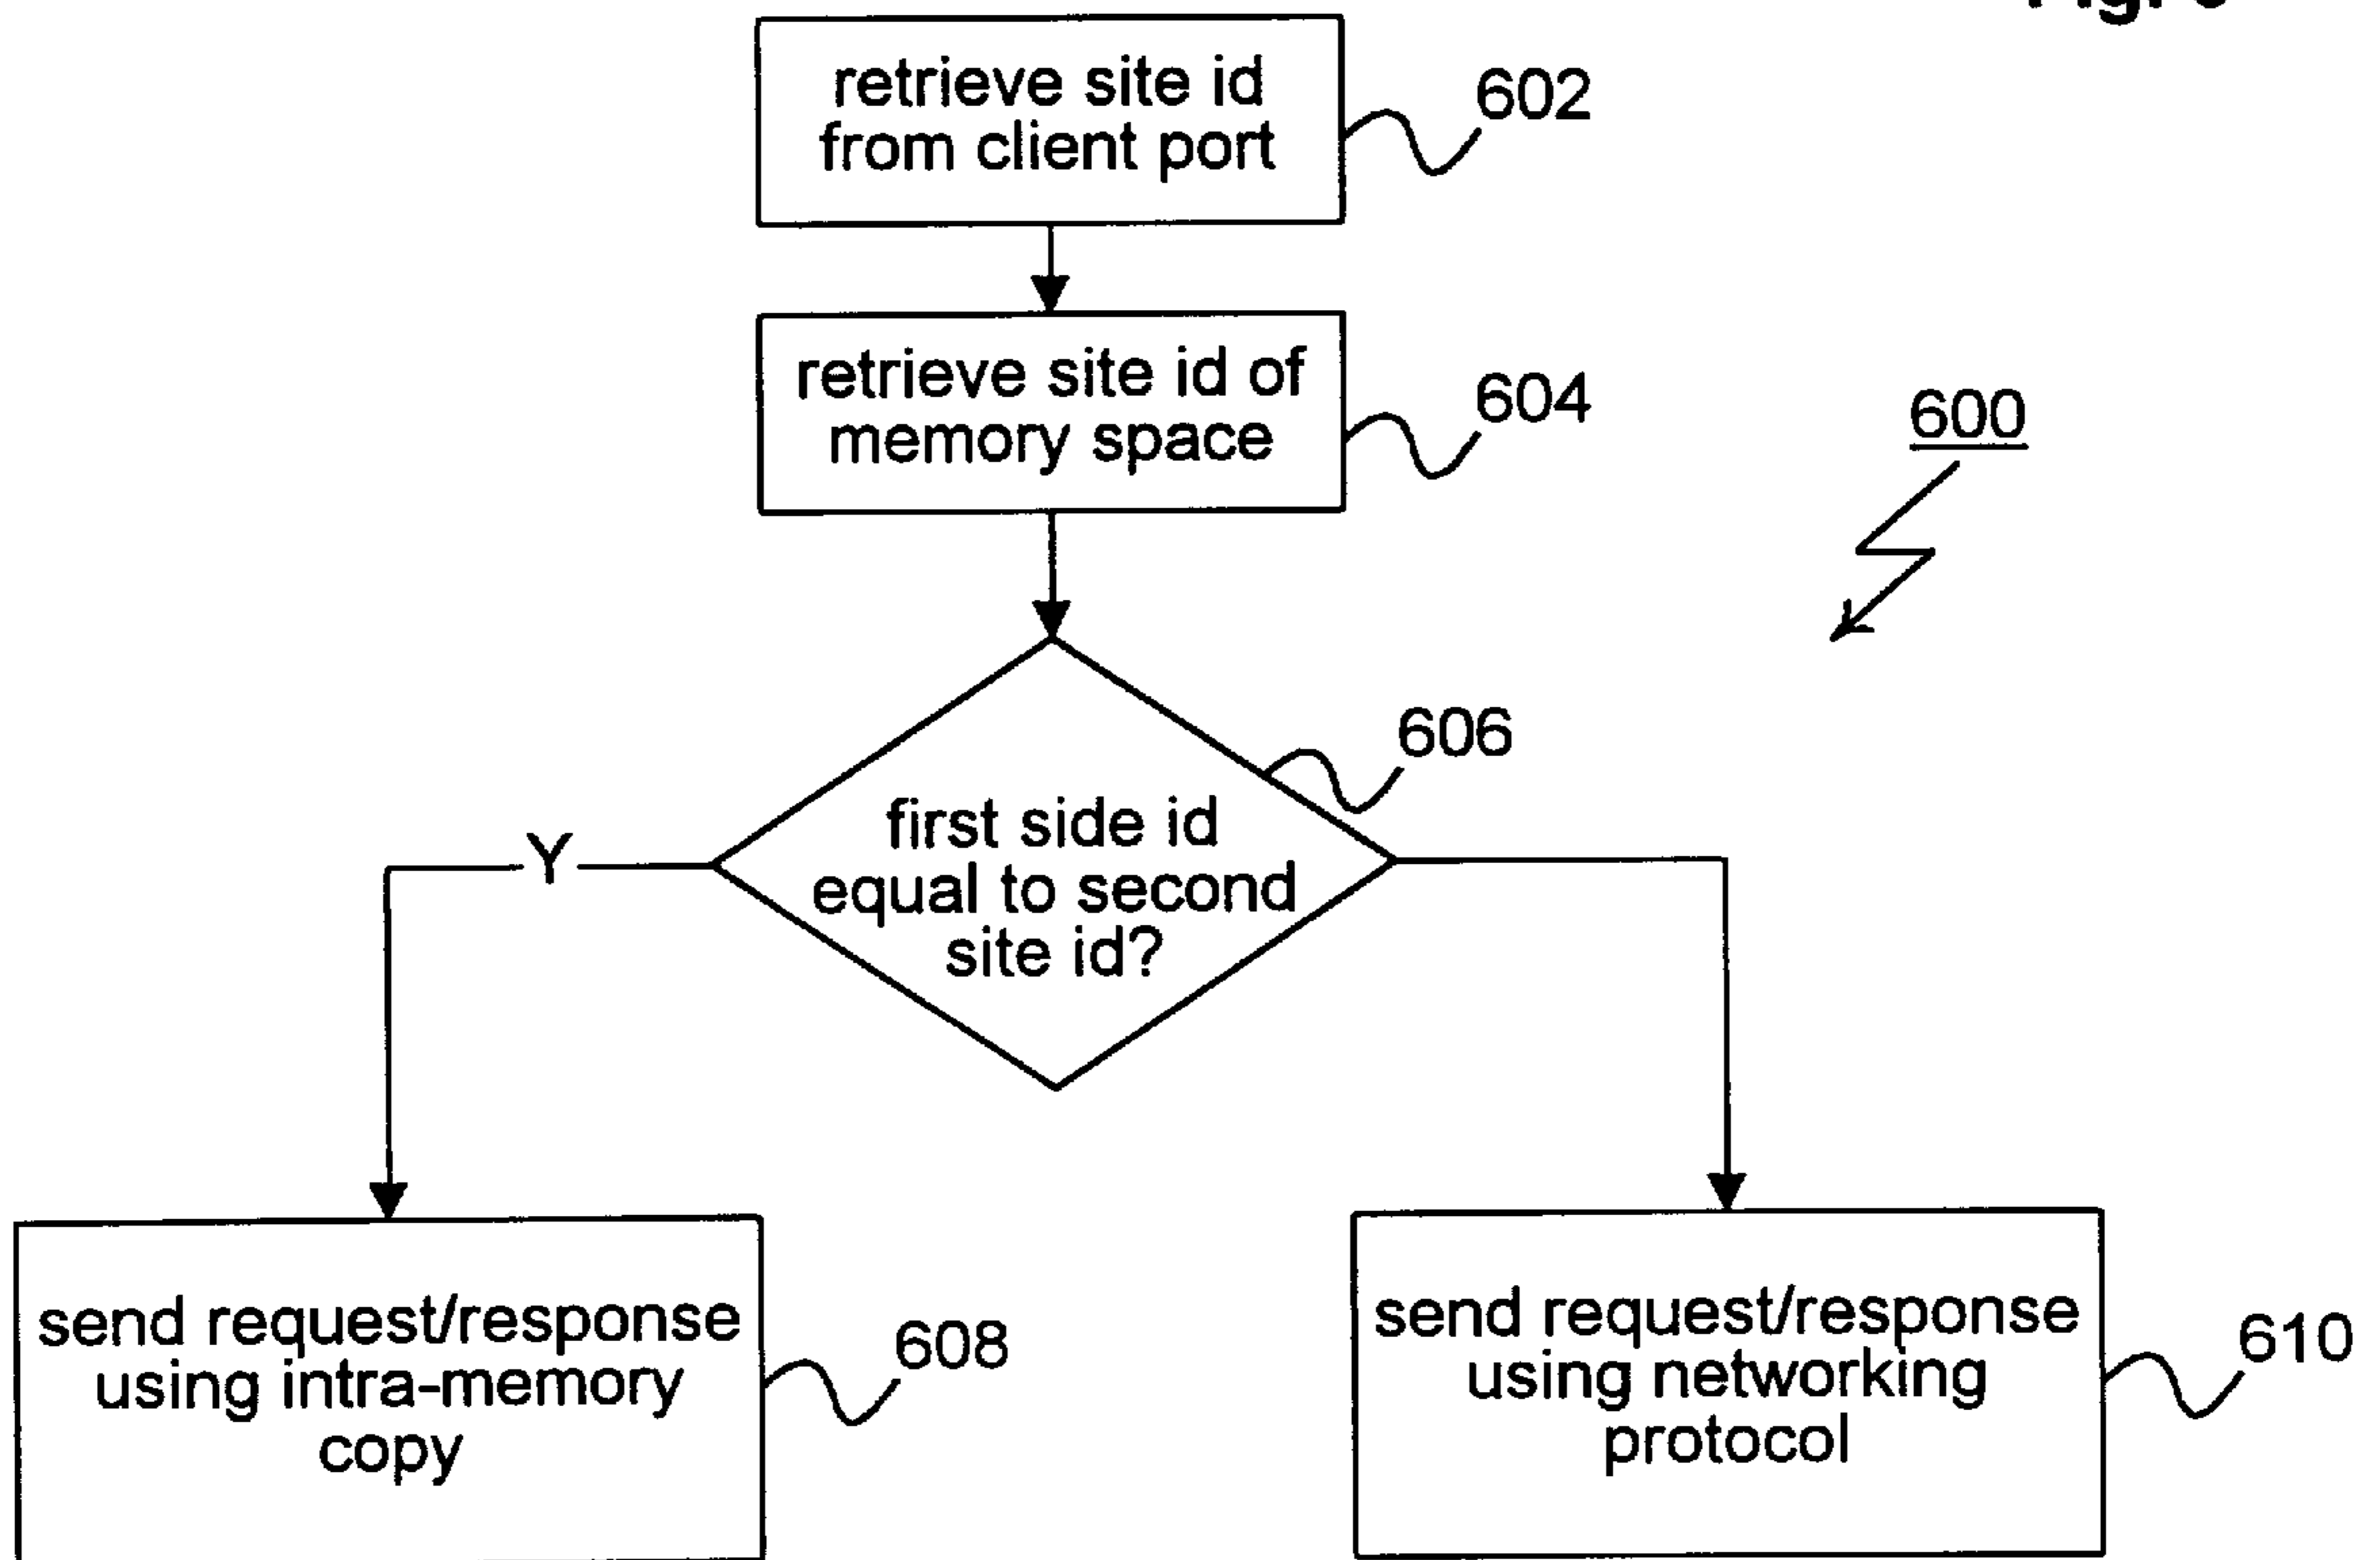 retrieve site id
from client port
602
retrieve site id of
memory space
604
600
606
first side id
equal to second
site id?
Y
send request/response
using intra-memory
copy
608
send request/response
using networking
protocol
610